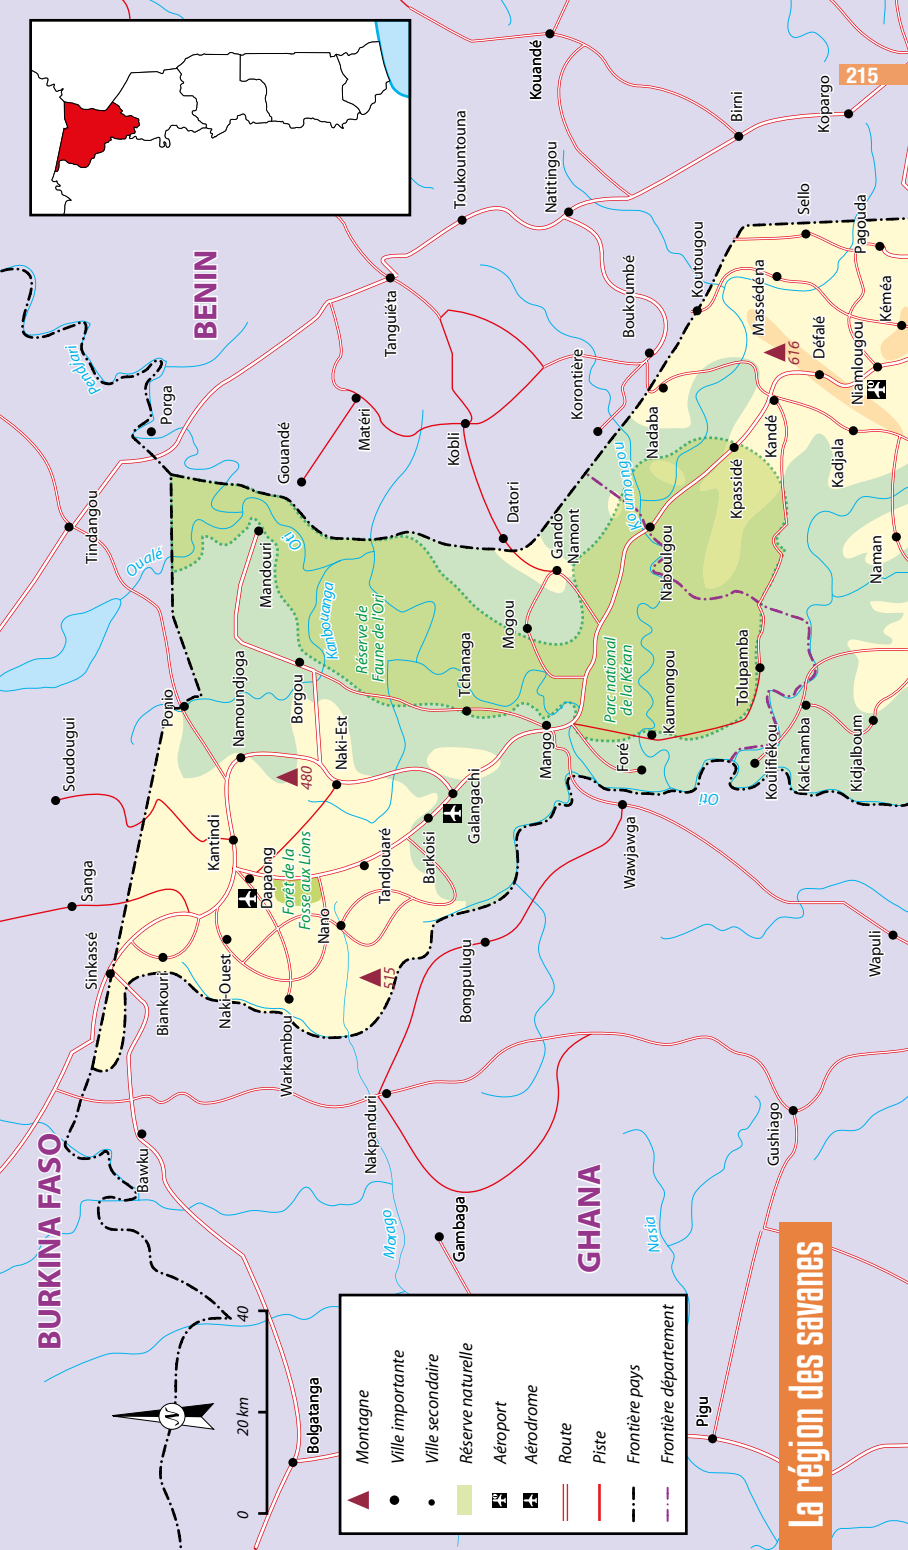 La région des savanes
215
BURKINA FASO
BENIN
GHANA
Montagne
Ville importante
Ville secondaire
Réserve naturelle
Aéroport
Aérodrome
Route
Piste
Frontière pays
Frontière département
0
20 km
40
N
Bolgatanga
Pigu
Gambaga
Gushiago
Bawku
Nakpanduri
Morago
Nasia
Warkambou
Biankouri
Naki-Ouest
Sinkassé
Sanga
Soudougui
Bongpulugu
Wapuli
Wawjawga
515
Nano
Forêt de la
Fosse aux Lions
Dapaong
Kantindi
Tandjouaré
Barkoisi
Galangachi
480
Naki-Est
Namoundjoga
Ponio
Borgou
Mandouri
Kanbouanga
Réserve de
Faune de l'Ori
Tchanaga
Mango
Mogou
Gando
Namont
Foré
Kaumongou
Parc national
de la Kéran
Naboulgou
Tolupamba
Koulifiékou
Kalchamba
Kidjalboum
Oti
Oti
Oualé
Tindangou
Porga
Pendjari
Gouandé
Matéri
Tanguiéta
Kobli
Datori
Korontière
Koumongou
Boukoumbé
Nadaba
Kpassidé
Kandé
Kadjala
Naman
Koutougou
Massédéna
616
Défalé
Niamlougou
Kéméa
Pagouda
Sello
Toukountouna
Natitingou
Kouandé
Birni
Kopargo